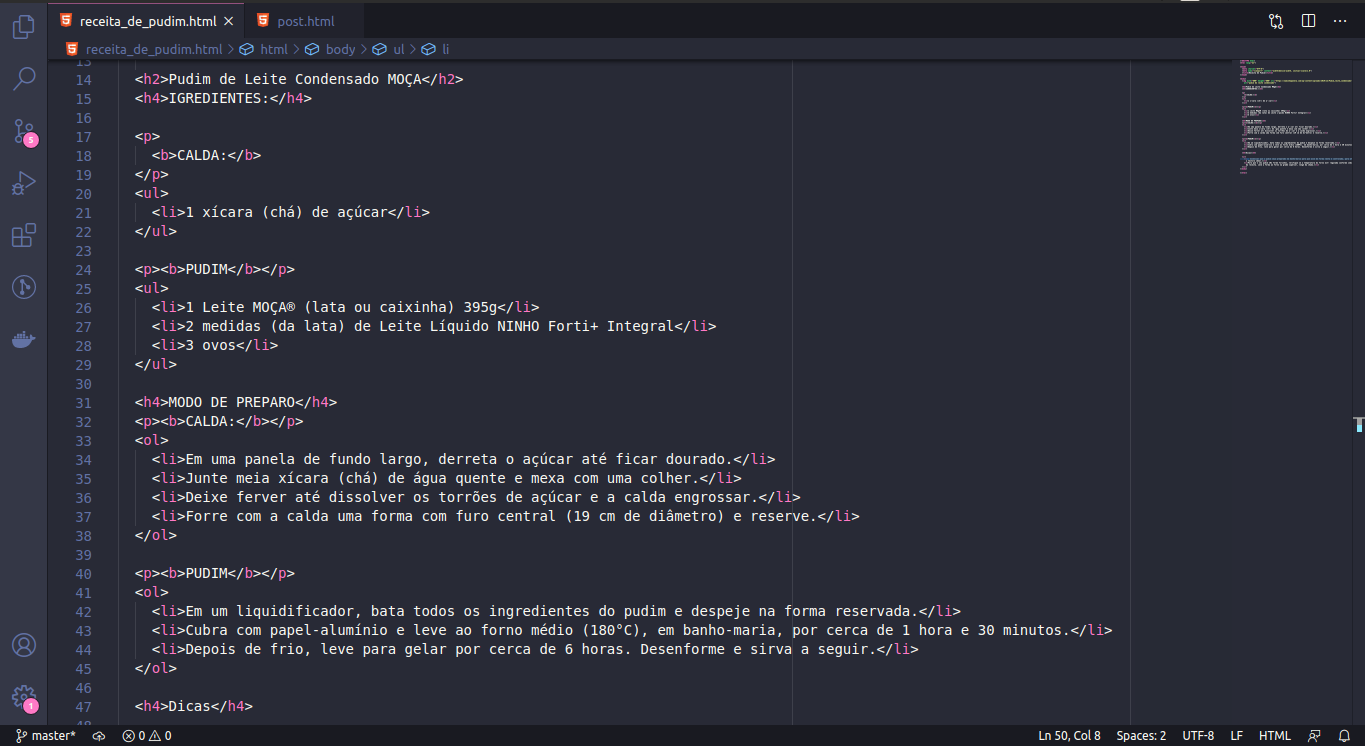 receita_de_pudim.html
post.html
receita_de_pudim.html > html > body > ul > li
13
14 <h2>Pudim de Leite Condensado MOÇA</h2>
15 <h4>IGREDIENTES:</h4>
16
17 <p>
18 <b>CALDA:</b>
19 </p>
20 <ul>
21 <li>1 xícara (chá) de açúcar</li>
22 </ul>
23
24 <p><b>PUDIM</b></p>
25 <ul>
26 <li>1 Leite MOÇA® (lata ou caixinha) 395g</li>
27 <li>2 medidas (da lata) de Leite Líquido NINHO Forti+ Integral</li>
28 <li>3 ovos</li>
29 </ul>
30
31 <h4>MODO DE PREPARO</h4>
32 <p><b>CALDA:</b></p>
33 <ol>
34 <li>Em uma panela de fundo largo, derreta o açúcar até ficar dourado.</li>
35 <li>Junte meia xícara (chá) de água quente e mexa com uma colher.</li>
36 <li>Deixe ferver até dissolver os torrões de açúcar e a calda engrossar.</li>
37 <li>Forre com a calda uma forma com furo central (19 cm de diâmetro) e reserve.</li>
38 </ol>
39
40 <p><b>PUDIM</b></p>
41 <ol>
42 <li>Em um liquidificador, bata todos os ingredientes do pudim e despeje na forma reservada.</li>
43 <li>Cubra com papel-alumínio e leve ao forno médio (180°C), em banho-maria, por cerca de 1 hora e 30 minutos.</li>
44 <li>Depois de frio, leve para gelar por cerca de 6 horas. Desenforme e sirva a seguir.</li>
45 </ol>
46
47 <h4>Dicas</h4>
48
5
1
master* 0 0 Ln 50, Col 8 Spaces: 2 UTF-8 LF HTML